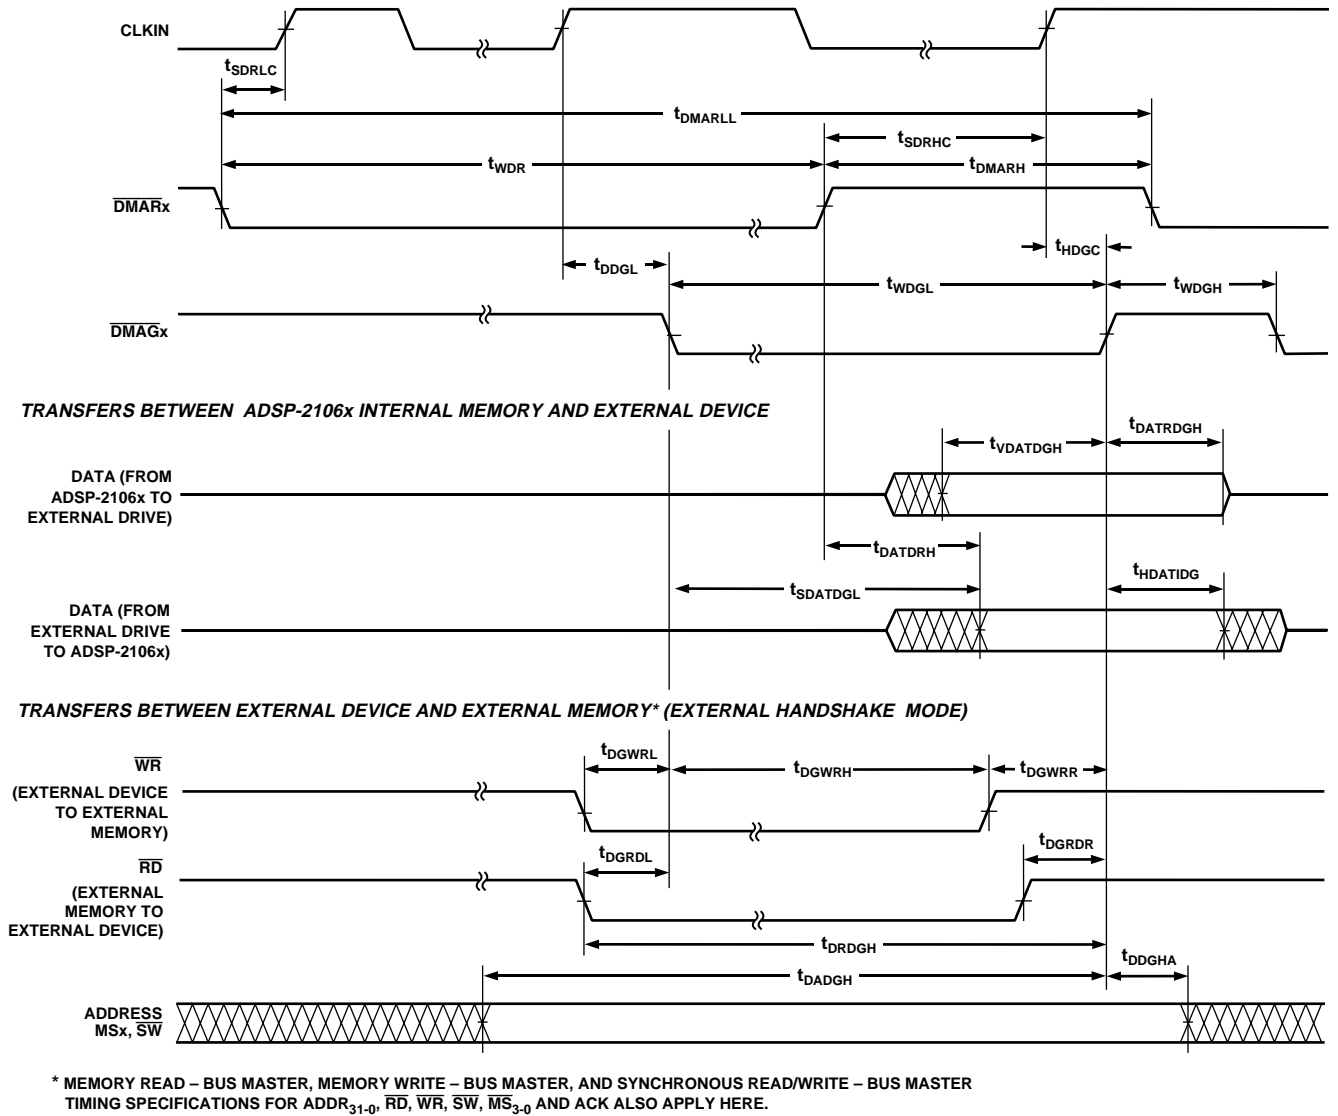 CLKIN
tSDRLC
tDMARLL
tSDRHC
tWDR
tDMARH
DMARx
tHDGC
tDDGL
tWDGL
tWDGH
DMAGx
TRANSFERS BETWEEN ADSP-2106x INTERNAL MEMORY AND EXTERNAL DEVICE
tDATRDGH
tVDATDGH
DATA (FROM
ADSP-2106x TO
EXTERNAL DRIVE)
tDATDRH
tHDATIDG
tSDATDGL
DATA (FROM
EXTERNAL DRIVE
TO ADSP-2106x)
TRANSFERS BETWEEN EXTERNAL DEVICE AND EXTERNAL MEMORY* (EXTERNAL HANDSHAKE MODE)
tDGWRL
tDGWRH
tDGWRR
WR
(EXTERNAL DEVICE
TO EXTERNAL
MEMORY)
tDGRDR
tDGRDL
RD
(EXTERNAL
MEMORY TO
EXTERNAL DEVICE)
tDRDGH
tDDGHA
tDADGH
ADDRESS
MSx, SW
* MEMORY READ – BUS MASTER, MEMORY WRITE – BUS MASTER, AND SYNCHRONOUS READ/WRITE – BUS MASTER
TIMING SPECIFICATIONS FOR ADDR31-0, RD, WR, SW, MS3-0 AND ACK ALSO APPLY HERE.